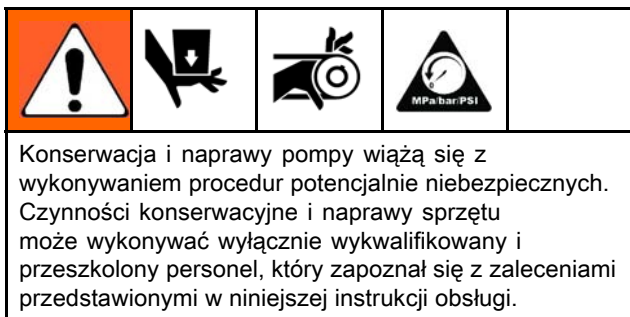 MPa/bar/PSI
Konserwacja i naprawy pompy wiążą się z
wykonywaniem procedur potencjalnie niebezpiecznych.
Czynności konserwacyjne i naprawy sprzętu
może wykonywać wyłącznie wykwalifikowany i
przeszkolony personel, który zapoznał się z zaleceniami
przedstawionymi w niniejszej instrukcji obsługi.